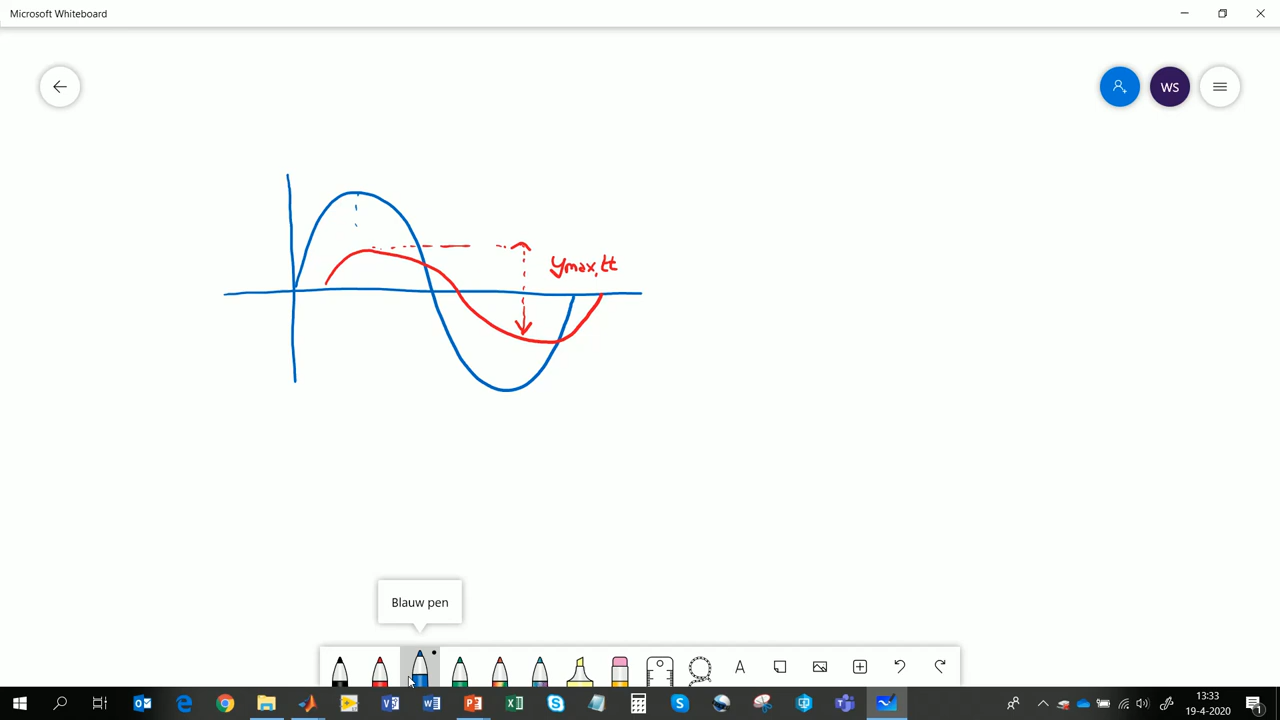 Microsoft Whiteboard
WS
ymax,tt
Blauw pen
A
13:33
19-4-2020